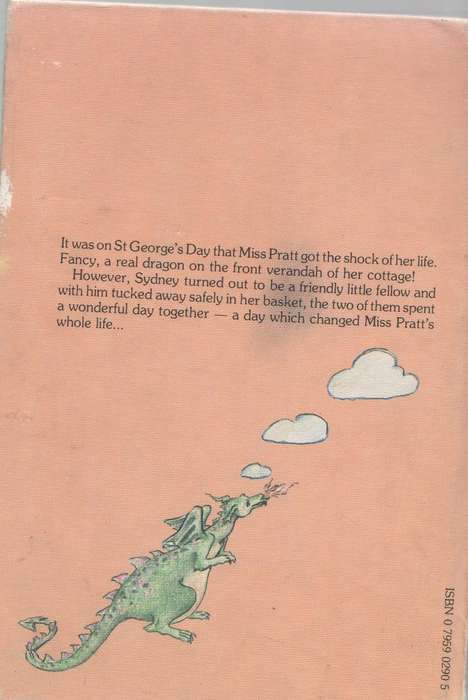 It was on St George's Day that Miss Pratt got the shock of her life.
Fancy, a real dragon on the front verandah of her cottage!
However, Sydney turned out to be a friendly little fellow and
with him tucked away safely in her basket, the two of them spent
a wonderful day together — a day which changed Miss Pratt's
whole life...
ISBN 0 7959 0290 5